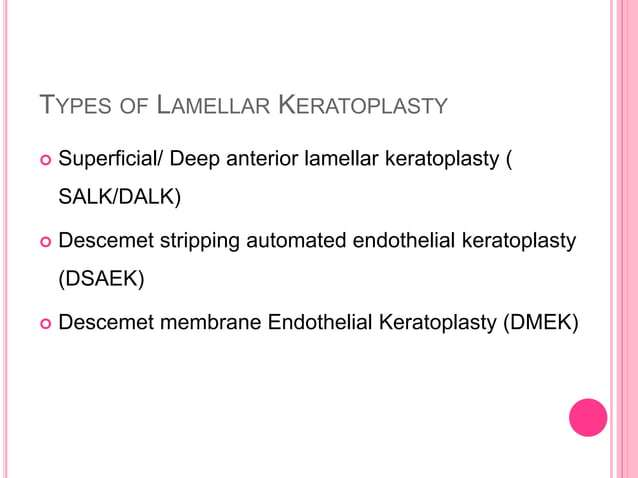 TYPES OF LAMELLAR KERATOPLASTY
Superficial/ Deep anterior lamellar keratoplasty (
SALK/DALK)
Descemet stripping automated endothelial keratoplasty
(DSAEK)
Descemet membrane Endothelial Keratoplasty (DMEK)